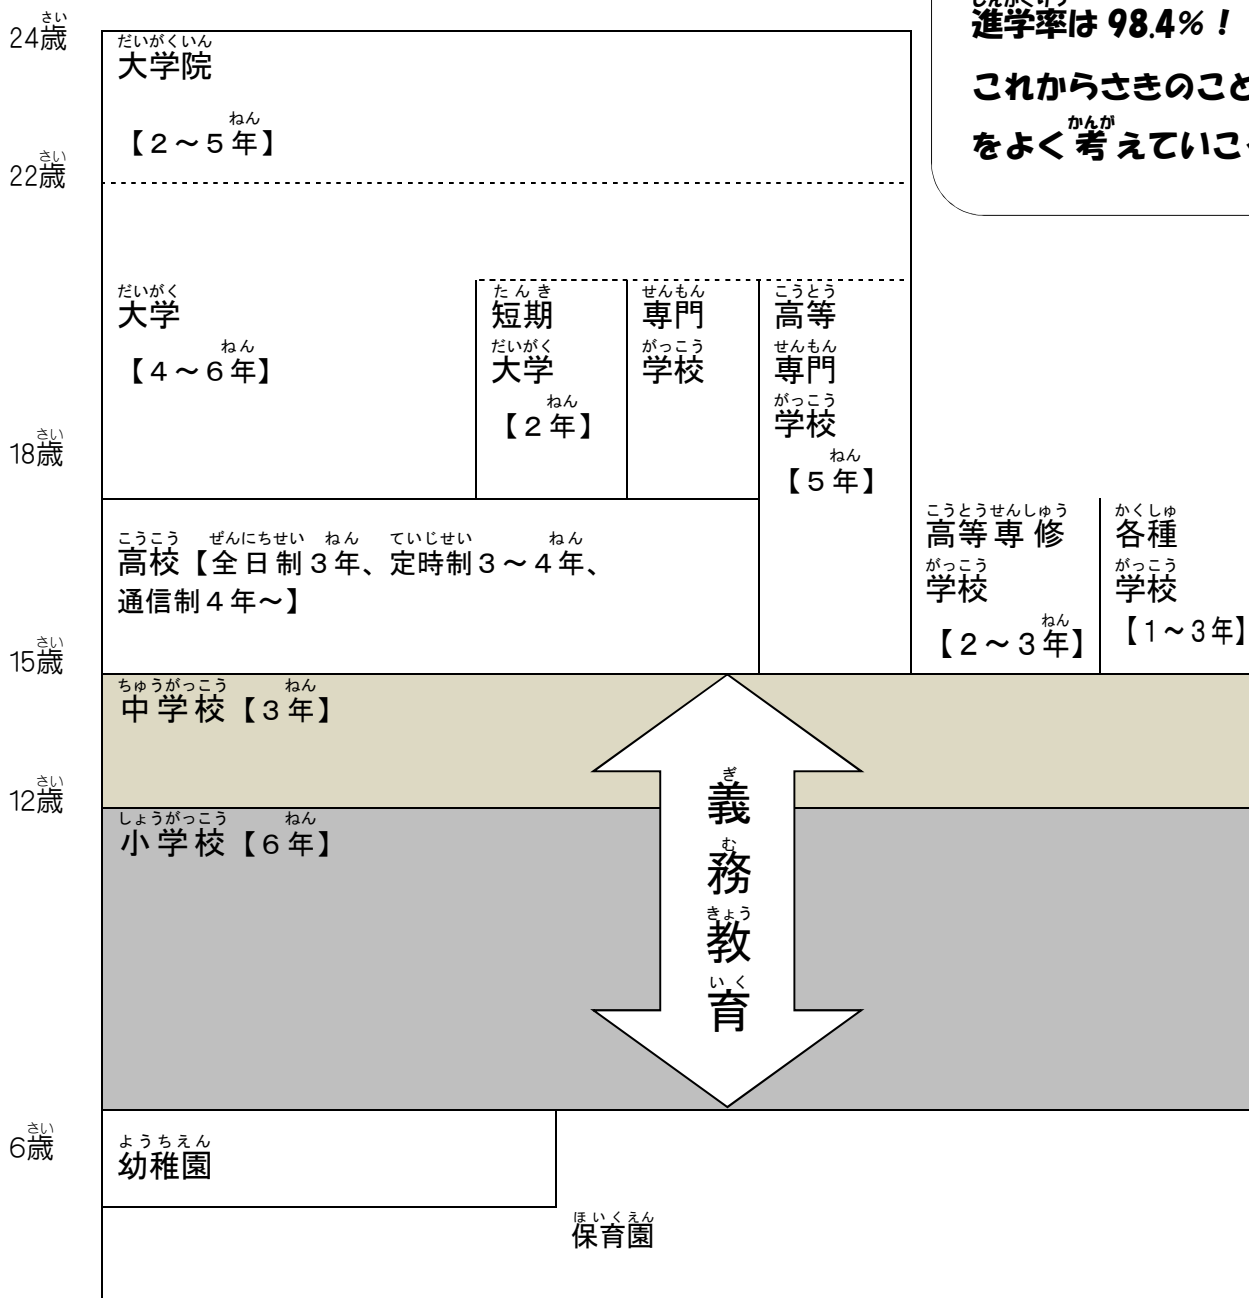 進学率は98.4％！
これからさきのこと
をよく考えていこ
24歳
大学院
【２～５年】
22歳
大学
【４～６年】
短期
大学
【２年】
専門
学校
高等
専門
学校
【５年】
18歳
高校【全日制３年、定時制３～４年、
通信制４年～】
高等専修
学校
【２～３年】
各種
学校
【1～3年】
15歳
中学校【３年】
12歳
小学校【６年】
義務教育
6歳
幼稚園
保育園